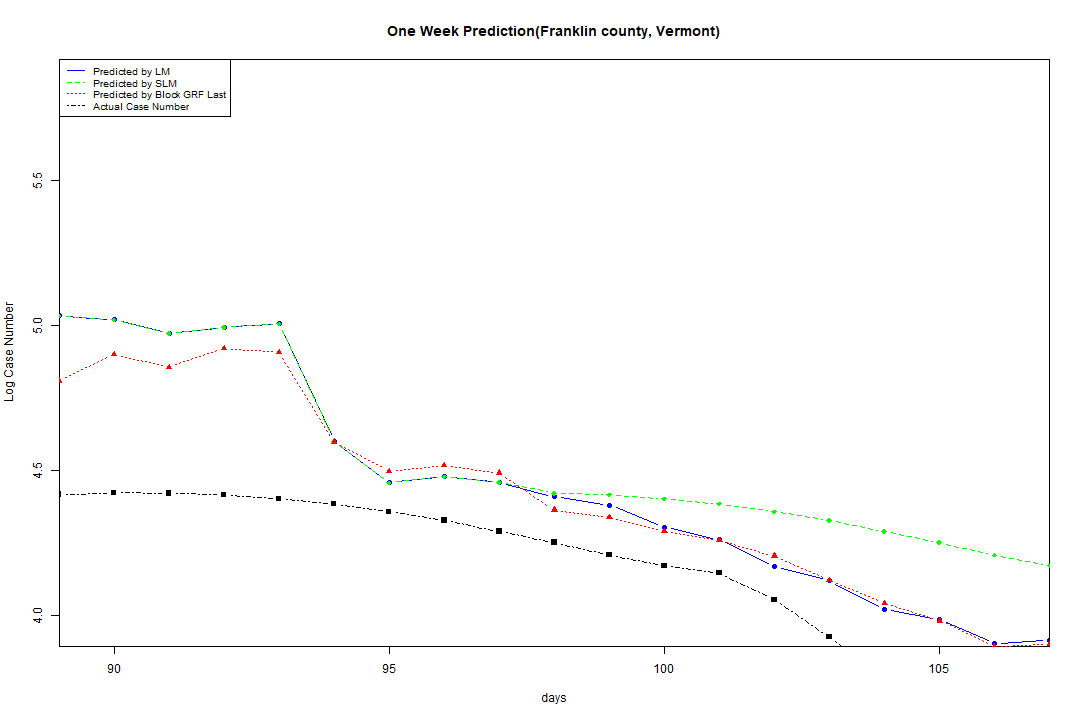 One Week Prediction(Franklin county, Vermont)
Predicted by LM
Predicted by SLM
Predicted by Block GRF Last
Actual Case Number
5.5
5.0
4.5
4.0
Log Case Number
90 95 100 105
days